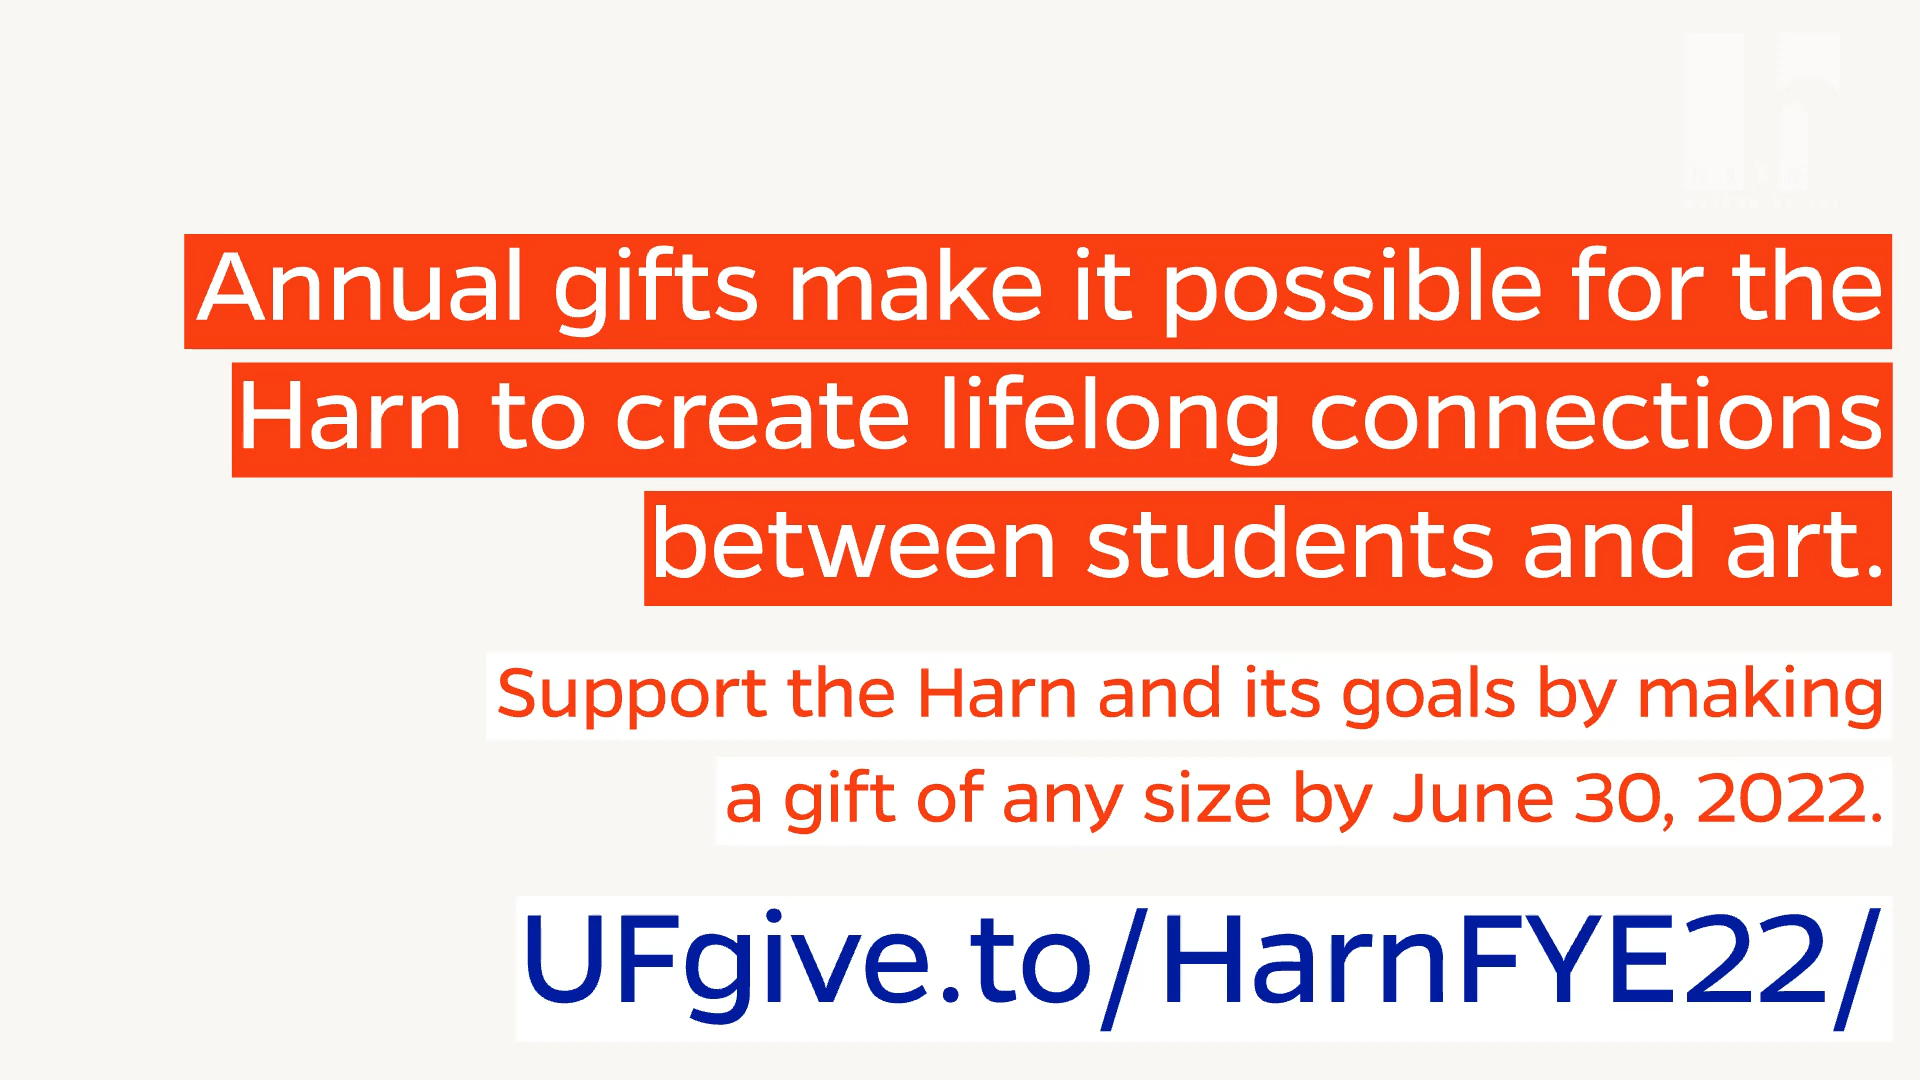 Annual gifts make it possible for the
Harn to create lifelong connections
between students and art.
Support the Harn and its goals by making
a gift of any size by June 30, 2022.
UFgive.to/HarnFYE22/